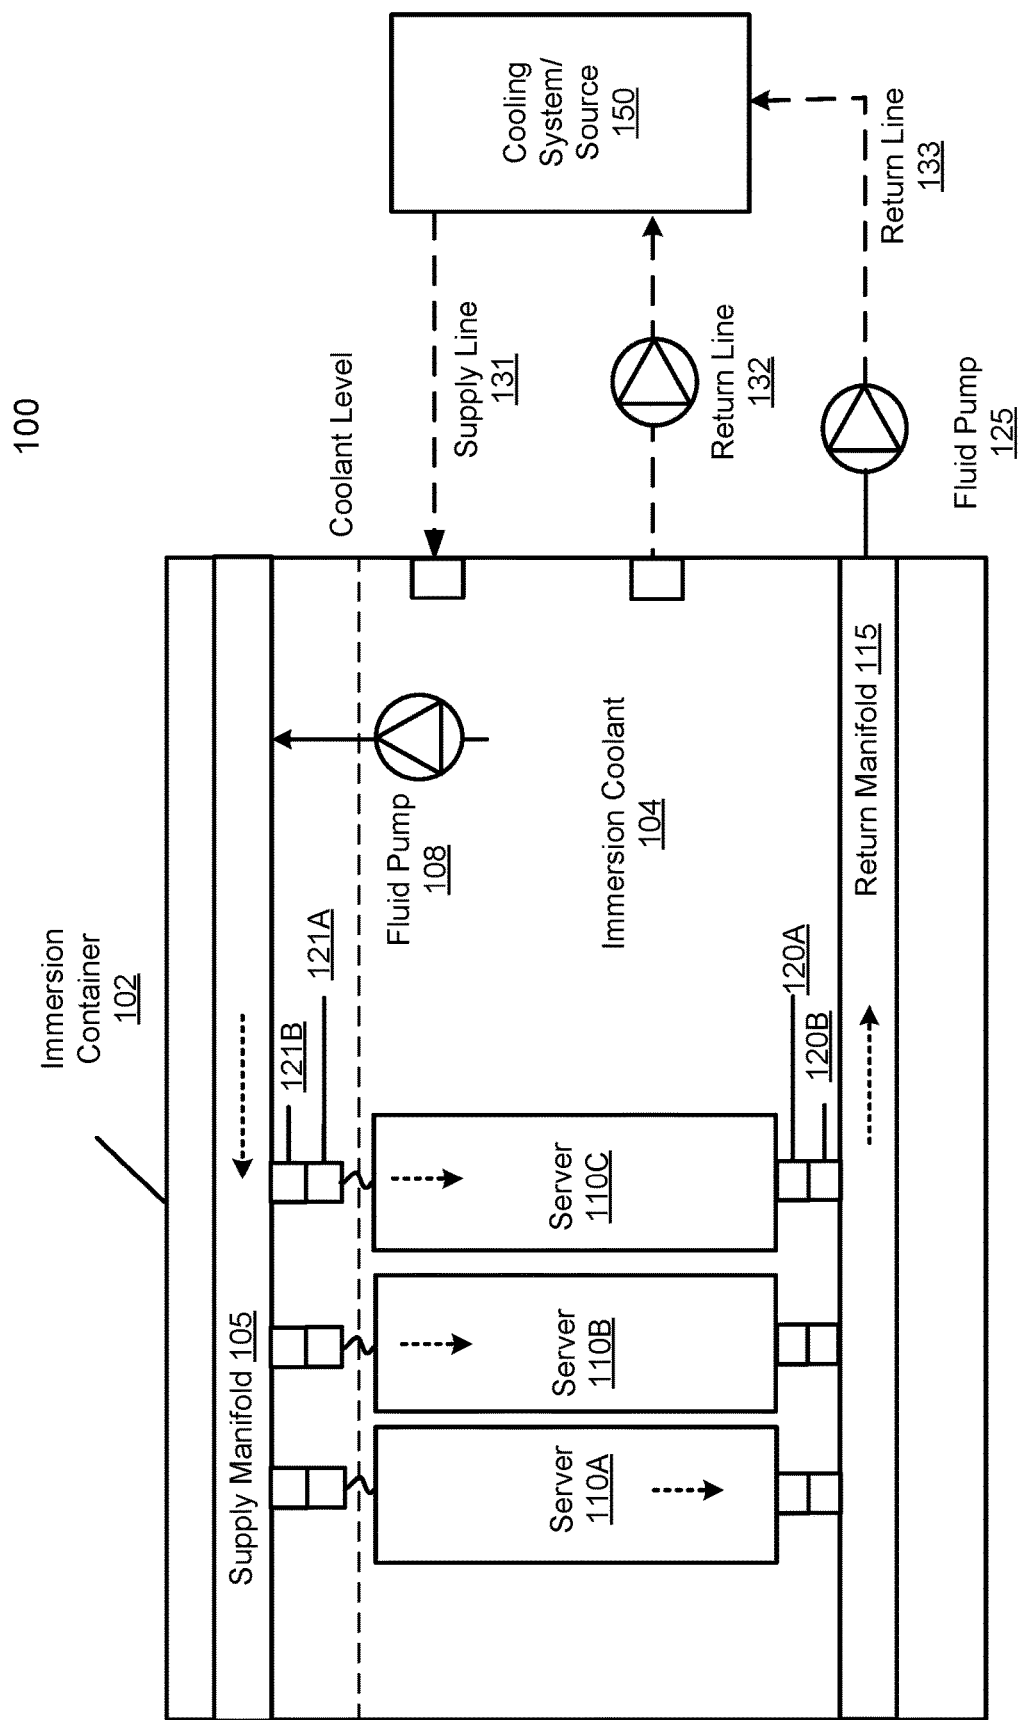 100
Immersion
Container
102
Supply Manifold 105
121B
121A
Coolant Level
Supply Line
131
Cooling
System/
Source
150
Fluid Pump
108
Return Line
132
Server
110A
Server
110B
Server
110C
Immersion Coolant
104
120A
120B
Return Manifold 115
Return Line
133
Fluid Pump
125